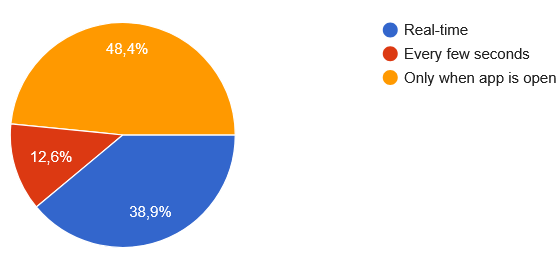 48,4%
12,6%
38,9%
Real-time
Every few seconds
Only when app is open